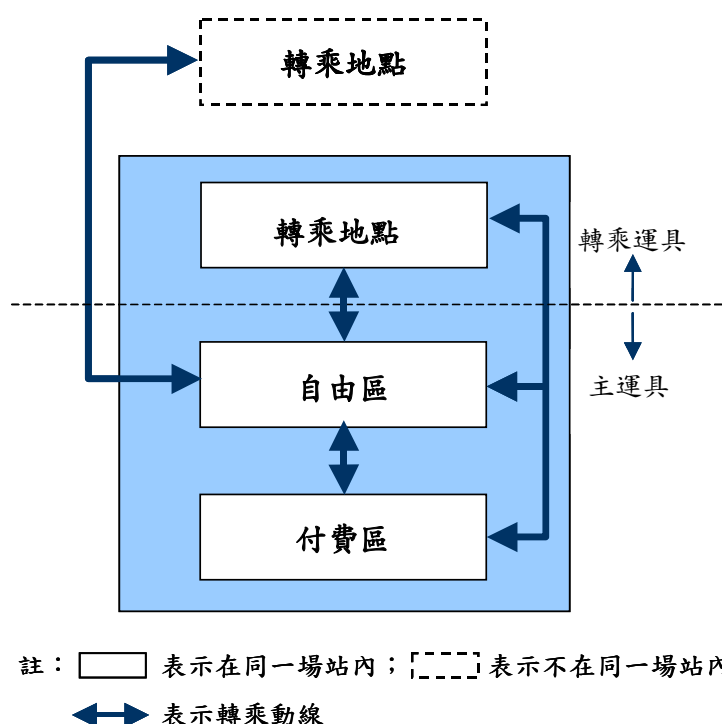 轉乘地點
轉乘地點
轉乘運具
自由區
主運具
付費區
註： 表示在同一場站內； 表示不在同一場站內
表示轉乘動線